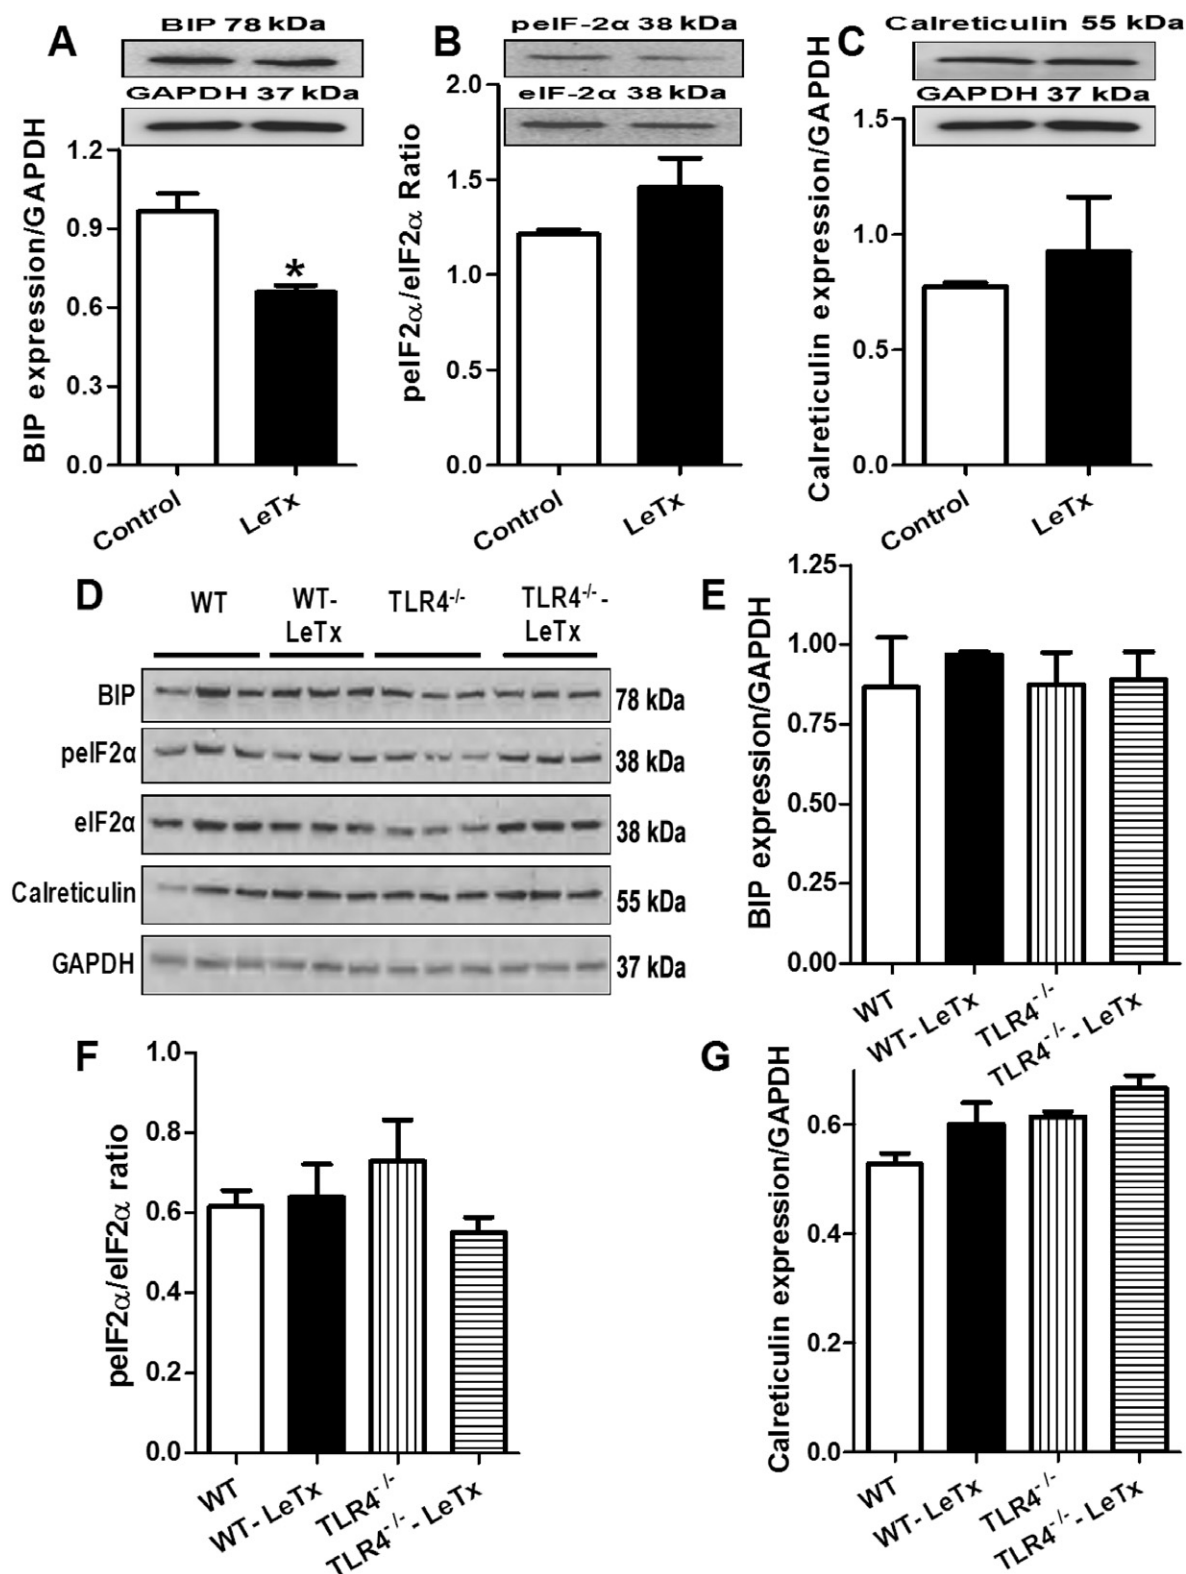 A
BIP 78 kDa
GAPDH 37 kDa
BIP expression/GAPDH
1.2
0.9
0.6
0.3
0.0
*
Control
LeTx
B
peIF-2α 38 kDa
eIF-2α 38 kDa
peIF2α/eIF2α Ratio
2.0
1.5
1.0
0.5
0.0
Control
LeTx
C
Calreticulin 55 kDa
GAPDH 37 kDa
Calreticulin expression/GAPDH
1.5
1.0
0.5
0.0
Control
LeTx
D
WT
WT-
LeTx
TLR4-/-
TLR4-/--
LeTx
BIP
78 kDa
peIF2α
38 kDa
eIF2α
38 kDa
Calreticulin
55 kDa
GAPDH
37 kDa
E
BIP expression/GAPDH
1.25
1.00
0.75
0.50
0.25
0.00
WT
WT- LeTx
TLR4-/-
TLR4-/-- LeTx
F
peIF2α/eIF2α ratio
1.0
0.8
0.6
0.4
0.2
0.0
WT
WT- LeTx
TLR4-/-
TLR4-/-- LeTx
G
Calreticulin expression/GAPDH
0.6
0.4
0.2
0.0
WT
WT- LeTx
TLR4-/-
TLR4-/-- LeTx